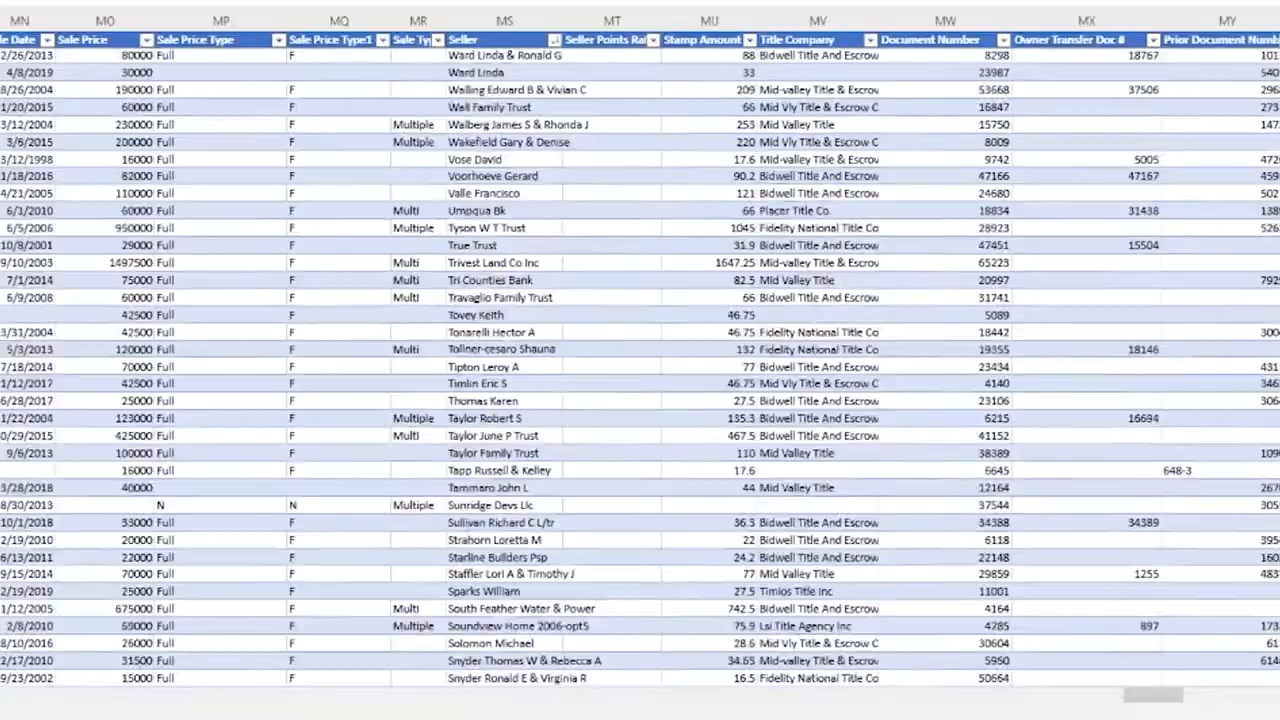 MN MO MP MQ MR MS MT MU MV MW MX MY
le Date Sale Price Sale Price Type Sale Price Type1 Sale Ty Seller Seller Points Rat Stamp Amount Title Company Document Number Owner Transfer Doc # Prior Document Numb
2/26/2013 80000 Full F Ward Linda & Ronald G 88 Bidwell Title And Escrow 8298 18767 101
4/8/2019 30000 Ward Linda 33 23987 540
8/26/2004 190000 Full F Walling Edward B & Vivian C 209 Mid-valley Title & Escrow 53668 37506 296
1/20/2015 60000 Full F Wall Family Trust 66 Mid Vly Title & Escrow C 16847 273
3/12/2004 230000 Full F Multiple Walberg James S & Rhonda J 253 Mid Valley Title 15750 147
3/6/2015 200000 Full F Multiple Wakefield Gary & Denise 220 Mid Vly Title & Escrow C 8009
3/12/1998 16000 Full F Vose David 17.6 Mid-valley Title & Escrow 9742 5005 472
1/18/2016 82000 Full F Voorhoeve Gerard 90.2 Bidwell Title And Escrow 47166 47167 459
4/21/2005 110000 Full F Valle Francisco 121 Bidwell Title And Escrow 24680 502
6/1/2010 60000 Full F Multi Umpqua Bk 66 Placer Title Co. 18834 31438 138
6/5/2006 950000 Full F Multiple Tyson W T Trust 1045 Fidelity National Title Co 28923 526
10/8/2001 29000 Full F True Trust 31.9 Bidwell Title And Escrow 47451 15504
9/10/2003 1497500 Full F Multi Trivest Land Co Inc 1647.25 Mid-valley Title & Escrow 65223
7/1/2014 75000 Full F Multi Tri Counties Bank 82.5 Mid Valley Title 20997 792
6/9/2008 60000 Full F Multi Travaglio Family Trust 66 Bidwell Title And Escrow 31741
42500 Full F Tovey Keith 46.75 5089
3/31/2004 42500 Full F Tonarelli Hector A 46.75 Fidelity National Title Co 18442 300
5/3/2013 120000 Full F Multi Tollner-cesaro Shauna 132 Fidelity National Title Co 19355 18146
7/18/2014 70000 Full F Tipton Leroy A 77 Bidwell Title And Escrow 23434 431
1/12/2017 42500 Full F Timlin Eric S 46.75 Mid Vly Title & Escrow C 4140 346
6/28/2017 25000 Full F Thomas Karen 27.5 Bidwell Title And Escrow 23106 306
1/22/2004 123000 Full F Multiple Taylor Robert S 135.3 Bidwell Title And Escrow 6215 16694
0/29/2015 425000 Full F Multi Taylor June P Trust 467.5 Bidwell Title And Escrow 41152
9/6/2013 100000 Full F Taylor Family Trust 110 Mid Valley Title 38389 109
16000 Full F Tapp Russell & Kelley 17.6 6645 648-3
3/28/2018 40000 Tammaro John L 44 Mid Valley Title 12164 267
8/30/2013 N N Multiple Sunridge Devs Llc 37544 305
10/1/2018 33000 Full F Sullivan Richard C L/tr 36.3 Bidwell Title And Escrow 34388 34389
2/19/2010 20000 Full F Strahorn Loretta M 22 Bidwell Title And Escrow 6118 395
6/13/2011 22000 Full F Starline Builders Psp 24.2 Bidwell Title And Escrow 22148 160
9/15/2014 70000 Full F Staffler Lori A & Timothy J 77 Mid Valley Title 29859 1255 483
2/19/2019 25000 Full F Sparks William 27.5 Timios Title Inc 11001
1/12/2005 675000 Full F Multi South Feather Water & Power 742.5 Bidwell Title And Escrow 4164
2/8/2010 69000 Full F Multiple Soundview Home 2006-opt5 75.9 Lsi Title Agency Inc 4785 897 173
8/10/2016 26000 Full F Solomon Michael 28.6 Mid Vly Title & Escrow C 30604 61
2/17/2010 31500 Full F Snyder Thomas W & Rebecca A 34.65 Mid-valley Title & Escrow 5950 614
9/23/2002 15000 Full F Snyder Ronald E & Virginia R 16.5 Fidelity National Title Co 50664